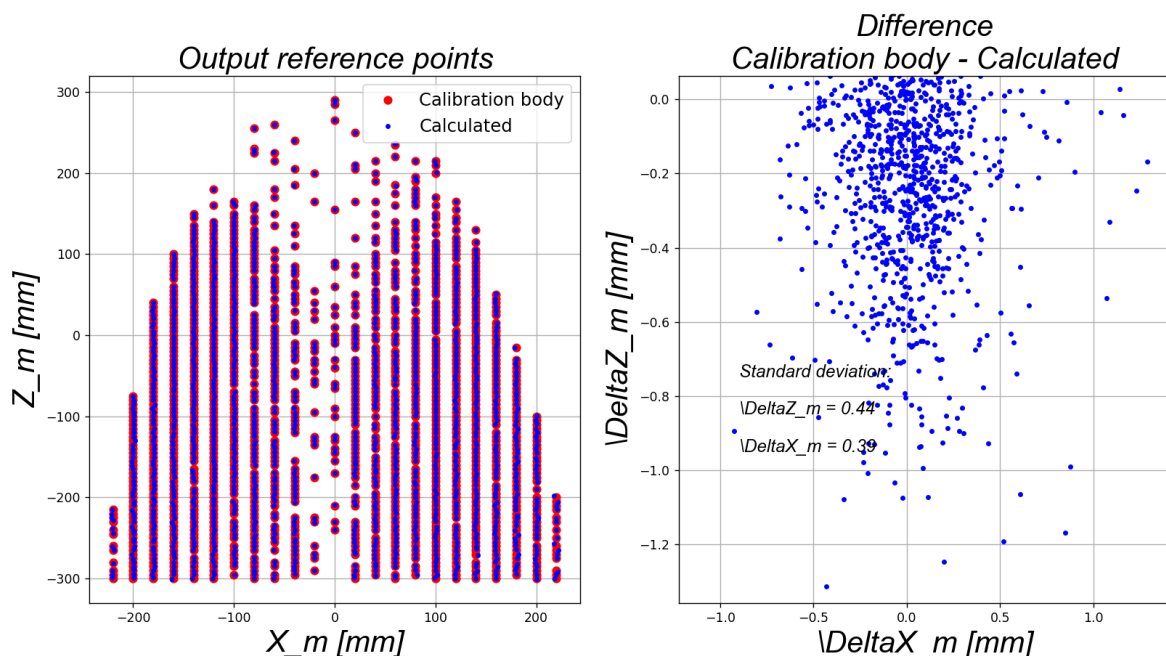 Output reference points
Z_m [mm]
300
200
100
0
−100
−200
−300
Calibration body
Calculated
−200
−100
0
100
200
X_m [mm]
Difference
Calibration body - Calculated
\DeltaZ_m [mm]
0.0
−0.2
−0.4
−0.6
−0.8
−1.0
−1.2
Standard deviation:
\DeltaZ_m = 0.44
\DeltaX_m = 0.39
−1.0
−0.5
0.0
0.5
1.0
\DeltaX_m [mm]